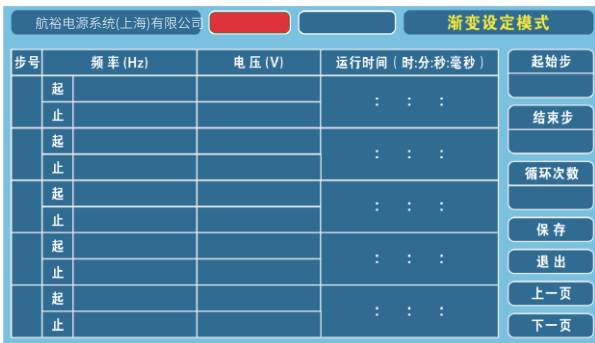 航裕电源系统(上海)有限公司 渐变设定模式
步号 频率(Hz) 电压(V) 运行时间(时:分:秒:毫秒) 起始步
起
: : :
止
结束步
起
: : :
止
循环次数
起
: : :
止
保存
起
: : :
止
退出
起
: : :
止
上一页
下一页